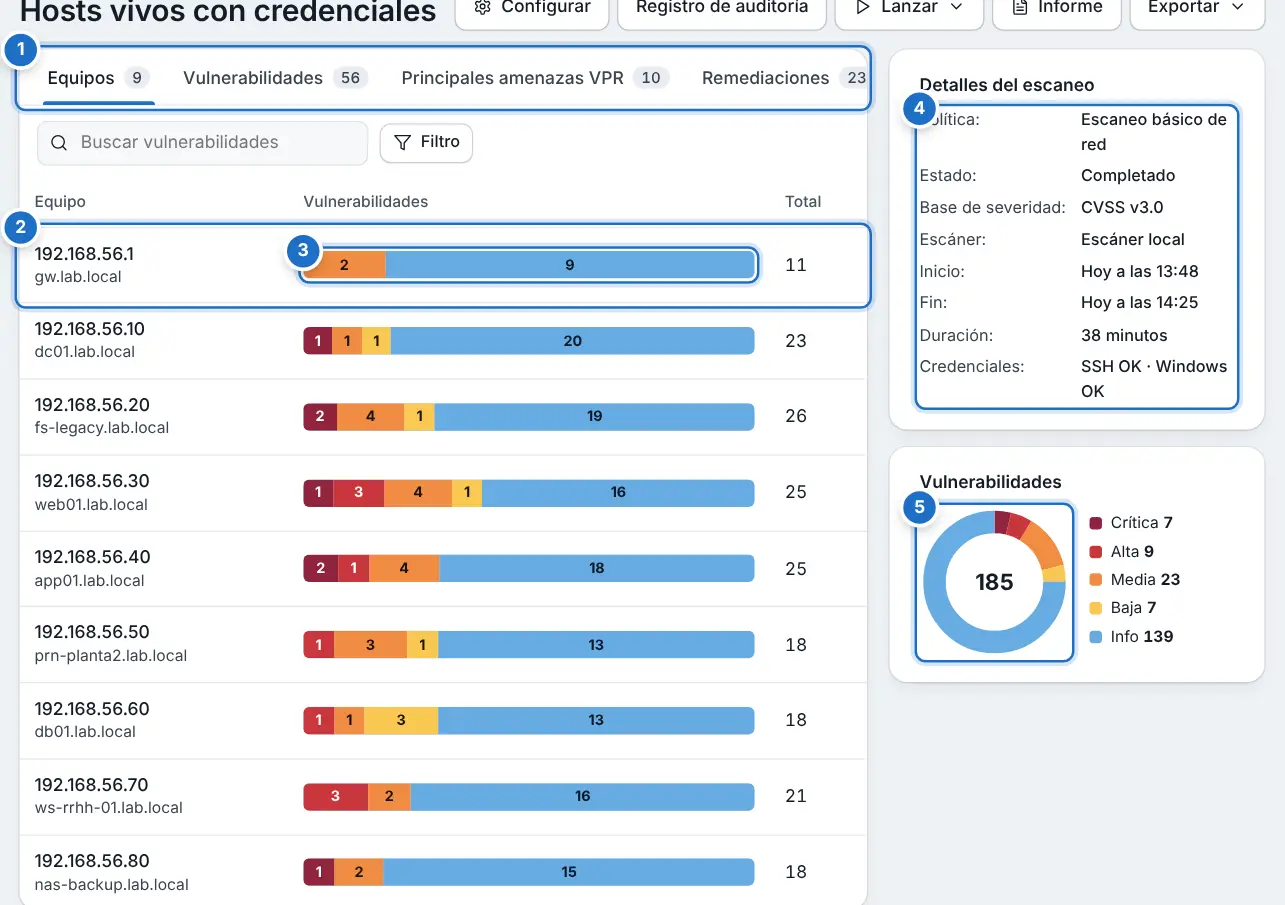 Hosts vivos con credenciales
Configurar
Registro de auditoría
Lanzar
Informe
Exportar
1
Equipos 9
Vulnerabilidades 56
Principales amenazas VPR 10
Remediaciones 23
Buscar vulnerabilidades
Filtro
Equipo Vulnerabilidades Total
2
3
192.168.56.1
gw.lab.local
2 9 11
192.168.56.10
dc01.lab.local
1 1 1 20 23
192.168.56.20
fs-legacy.lab.local
2 4 1 19 26
192.168.56.30
web01.lab.local
1 3 4 1 16 25
192.168.56.40
app01.lab.local
2 1 4 18 25
192.168.56.50
prn-planta2.lab.local
1 3 1 13 18
192.168.56.60
db01.lab.local
1 1 3 13 18
192.168.56.70
ws-rrhh-01.lab.local
3 2 16 21
192.168.56.80
nas-backup.lab.local
1 2 15 18
Detalles del escaneo
4
olítica: Escaneo básico de
red
Estado: Completado
Base de severidad: CVSS v3.0
Escáner: Escáner local
Inicio: Hoy a las 13:48
Fin: Hoy a las 14:25
Duración: 38 minutos
Credenciales: SSH OK · Windows
OK
Vulnerabilidades
5
185
Crítica 7
Alta 9
Media 23
Baja 7
Info 139